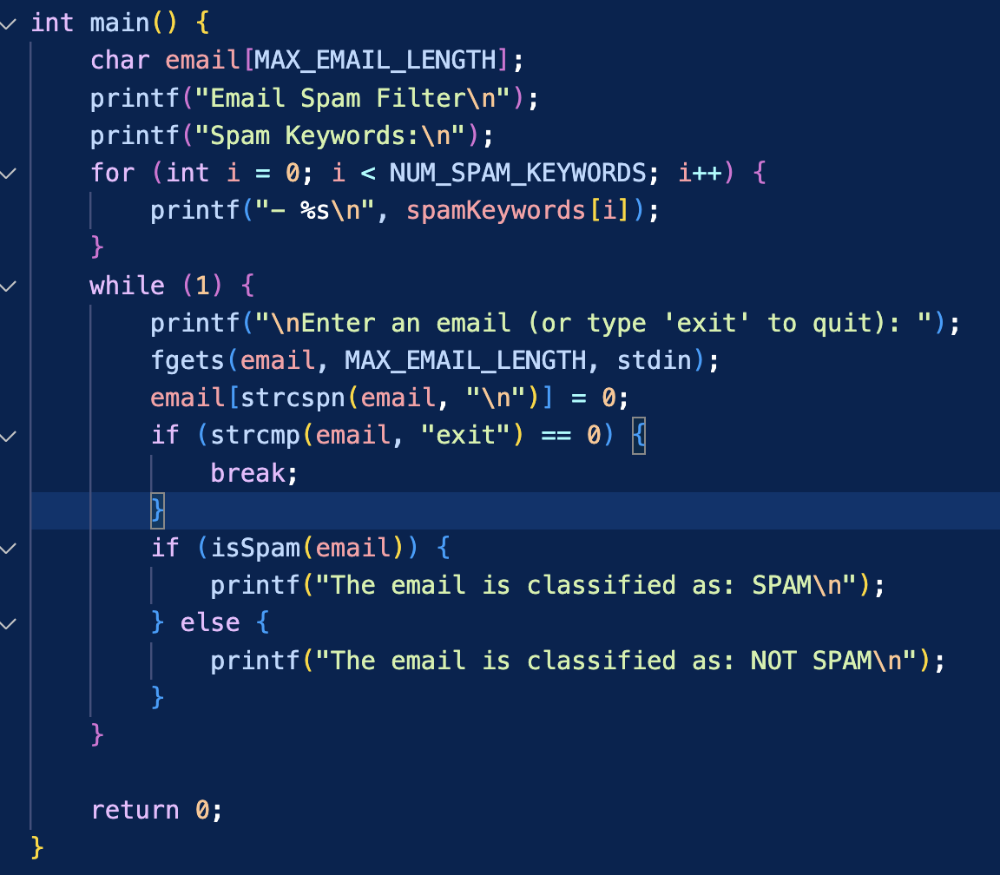 int main() {
    char email[MAX_EMAIL_LENGTH];
    printf("Email Spam Filter\n");
    printf("Spam Keywords:\n");
    for (int i = 0; i < NUM_SPAM_KEYWORDS; i++) {
        printf("- %s\n", spamKeywords[i]);
    }
    while (1) {
        printf("\nEnter an email (or type 'exit' to quit): ");
        fgets(email, MAX_EMAIL_LENGTH, stdin);
        email[strcspn(email, "\n")] = 0;
        if (strcmp(email, "exit") == 0) {
            break;
        }
        if (isSpam(email)) {
            printf("The email is classified as: SPAM\n");
        } else {
            printf("The email is classified as: NOT SPAM\n");
        }
    }

    return 0;
}